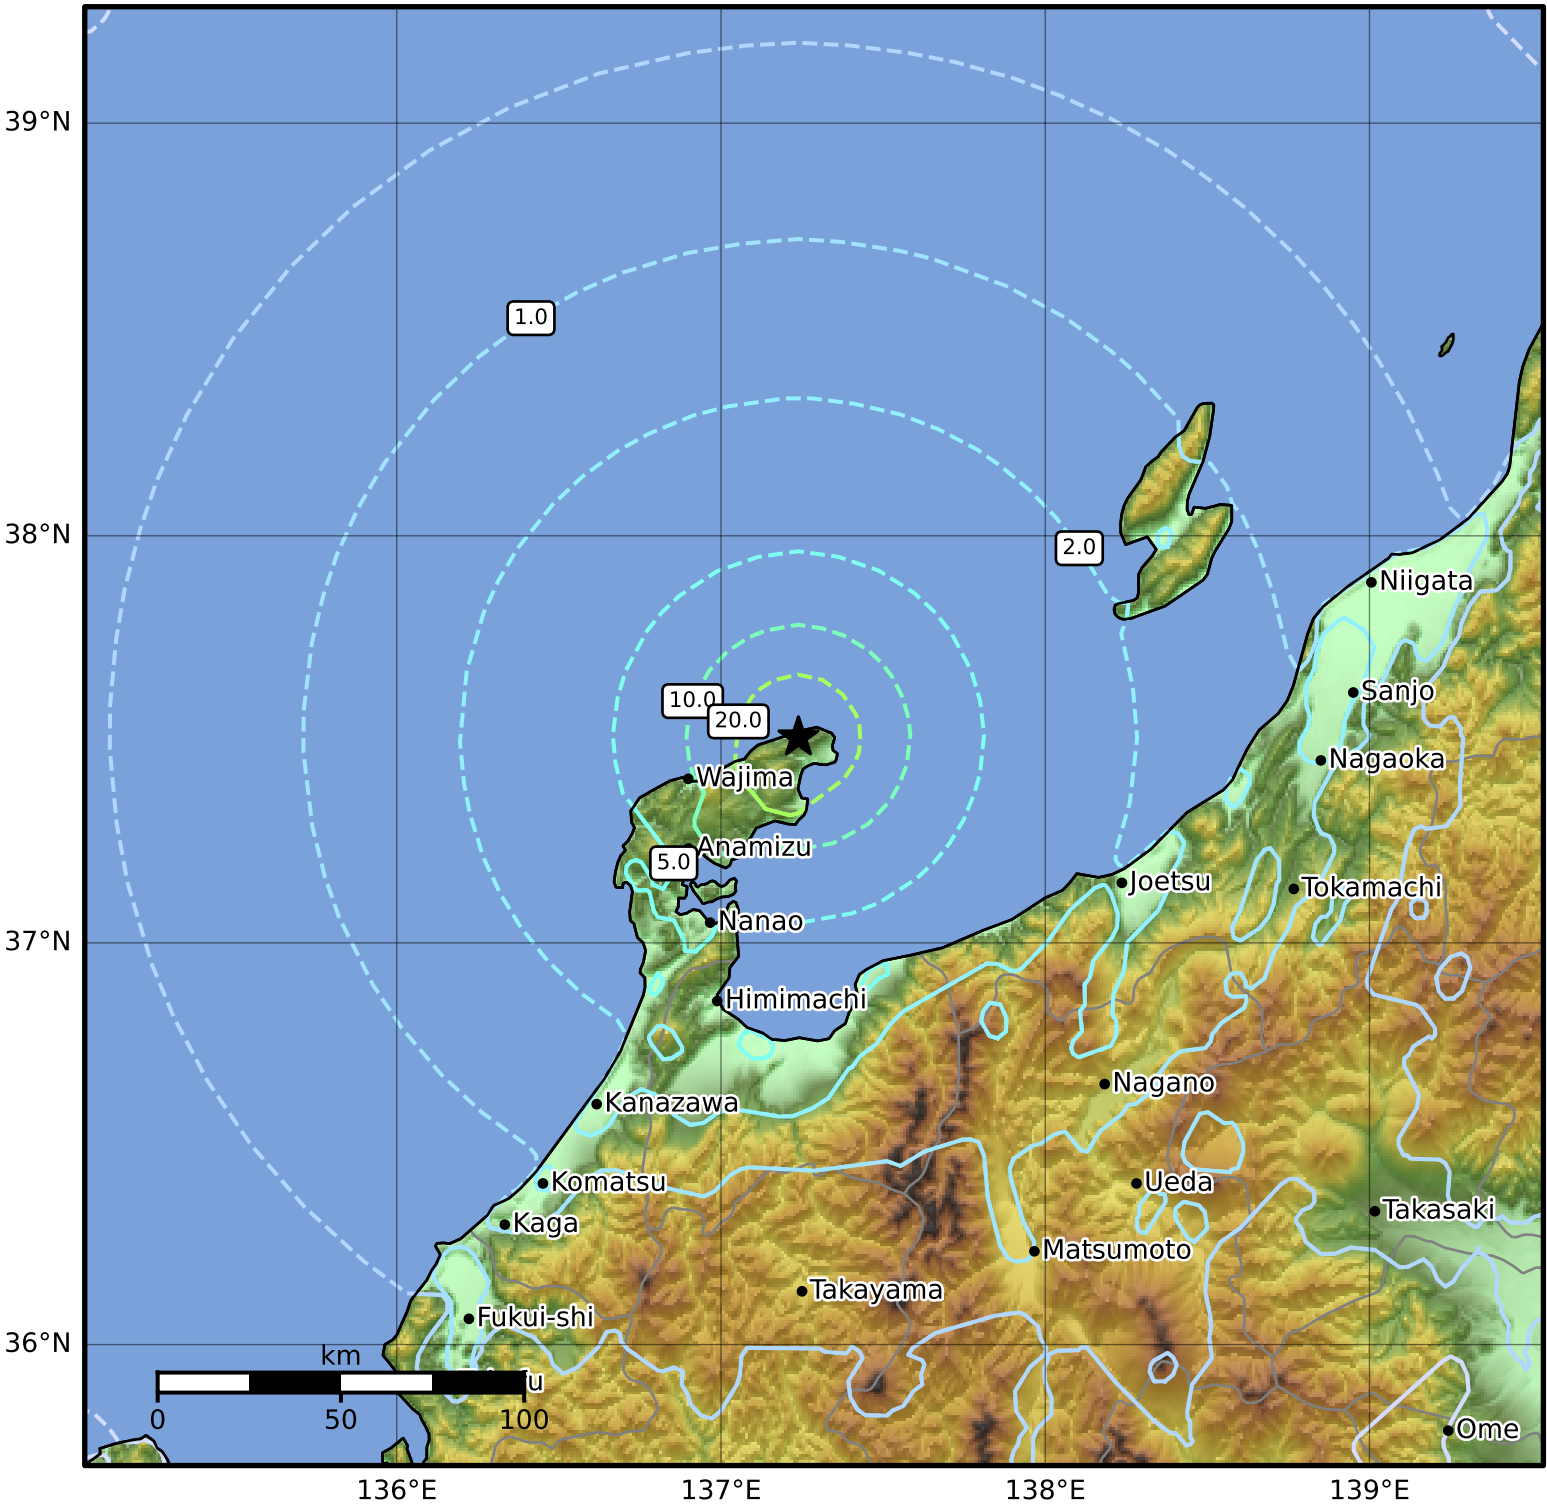 39°N
1.0
38°N
2.0
Niigata
10.0
Sanjo
20.0
Nagaoka
Wajima
Anamizu
5.0
Joetsu
Tokamachi
Nanao
37°N
Himimachi
Nagano
Kanazawa
Komatsu
Ueda
Takasaki
Kaga
Matsumoto
Takayama
Fukui-shi
36°N
km
0 50 100
Ome
136°E 137°E 138°E 139°E